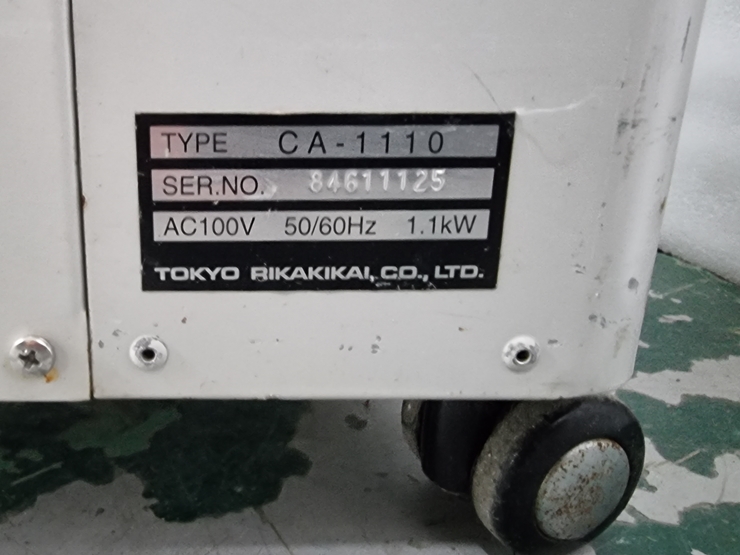 TYPE CA-1110
SER.NO. 84611125
AC100V 50/60Hz 1.1kW
TOKYO RIKAKIKAI, CO., LTD.